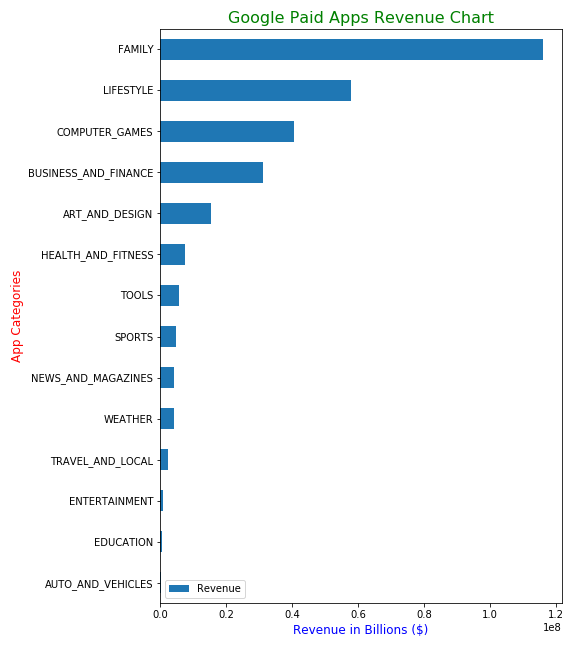 Google Paid Apps Revenue Chart
FAMILY
LIFESTYLE
COMPUTER_GAMES
BUSINESS_AND_FINANCE
ART_AND_DESIGN
HEALTH_AND_FITNESS
TOOLS
SPORTS
NEWS_AND_MAGAZINES
WEATHER
TRAVEL_AND_LOCAL
ENTERTAINMENT
EDUCATION
AUTO_AND_VEHICLES
App Categories
Revenue
0.0 0.2 0.4 0.6 0.8 1.0 1.2
1e8
Revenue in Billions ($)